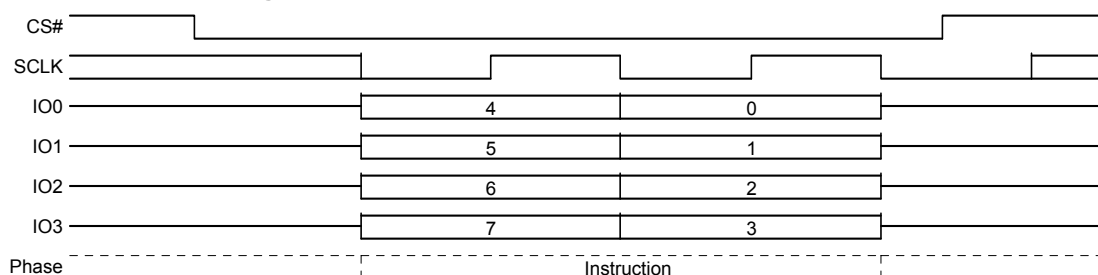 CS#
SCLK
IO0 4 0
IO1 5 1
IO2 6 2
IO3 7 3
Phase Instruction